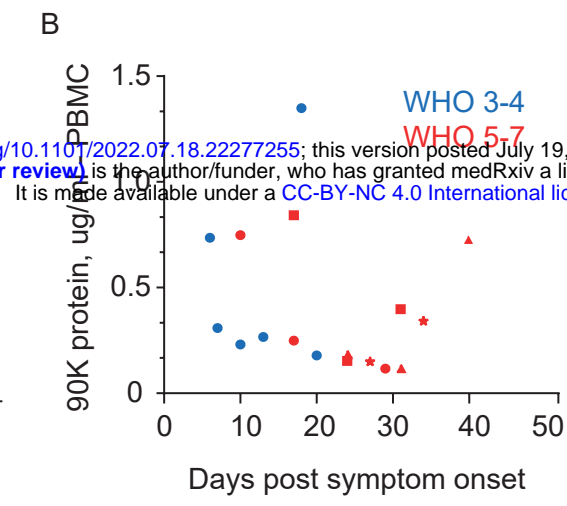 B
1.5
WHO 3-4
WHO 5-7
g/10.1101/2022.07.18.22277255; this version posted July 19,
r review) is the author/funder, who has granted medRxiv a li
1.0
It is made available under a CC-BY-NC 4.0 International lic
0.5
0
90K protein, ug/mL PBMC
0 10 20 30 40 50
Days post symptom onset